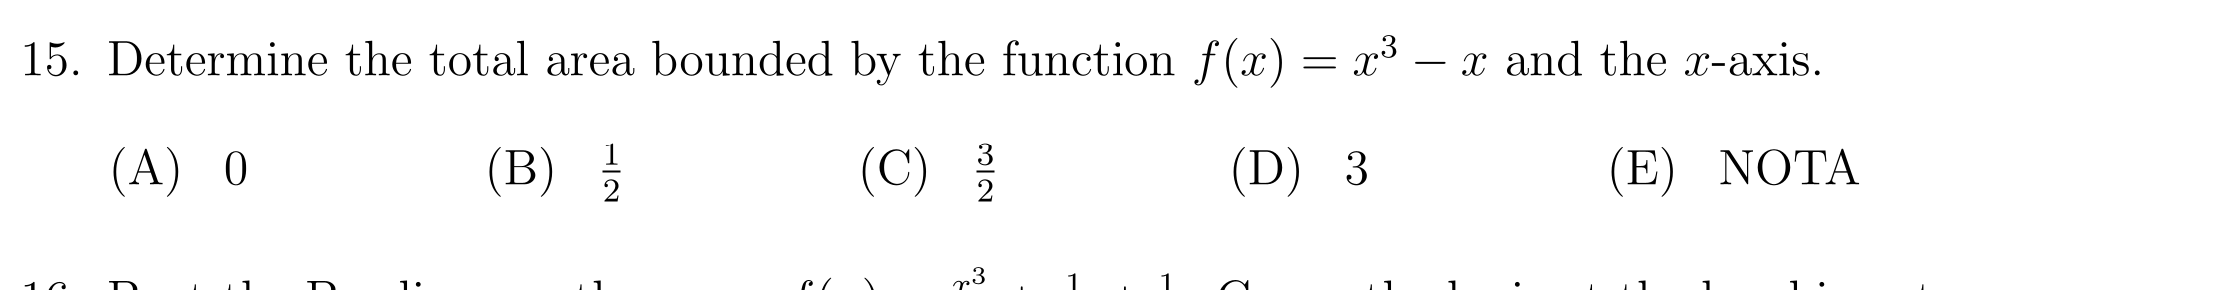 15. Determine the total area bounded by the function f(x) = x³ − x and the x-axis.
(A) 0 (B) 1/2 (C) 3/2 (D) 3 (E) NOTA